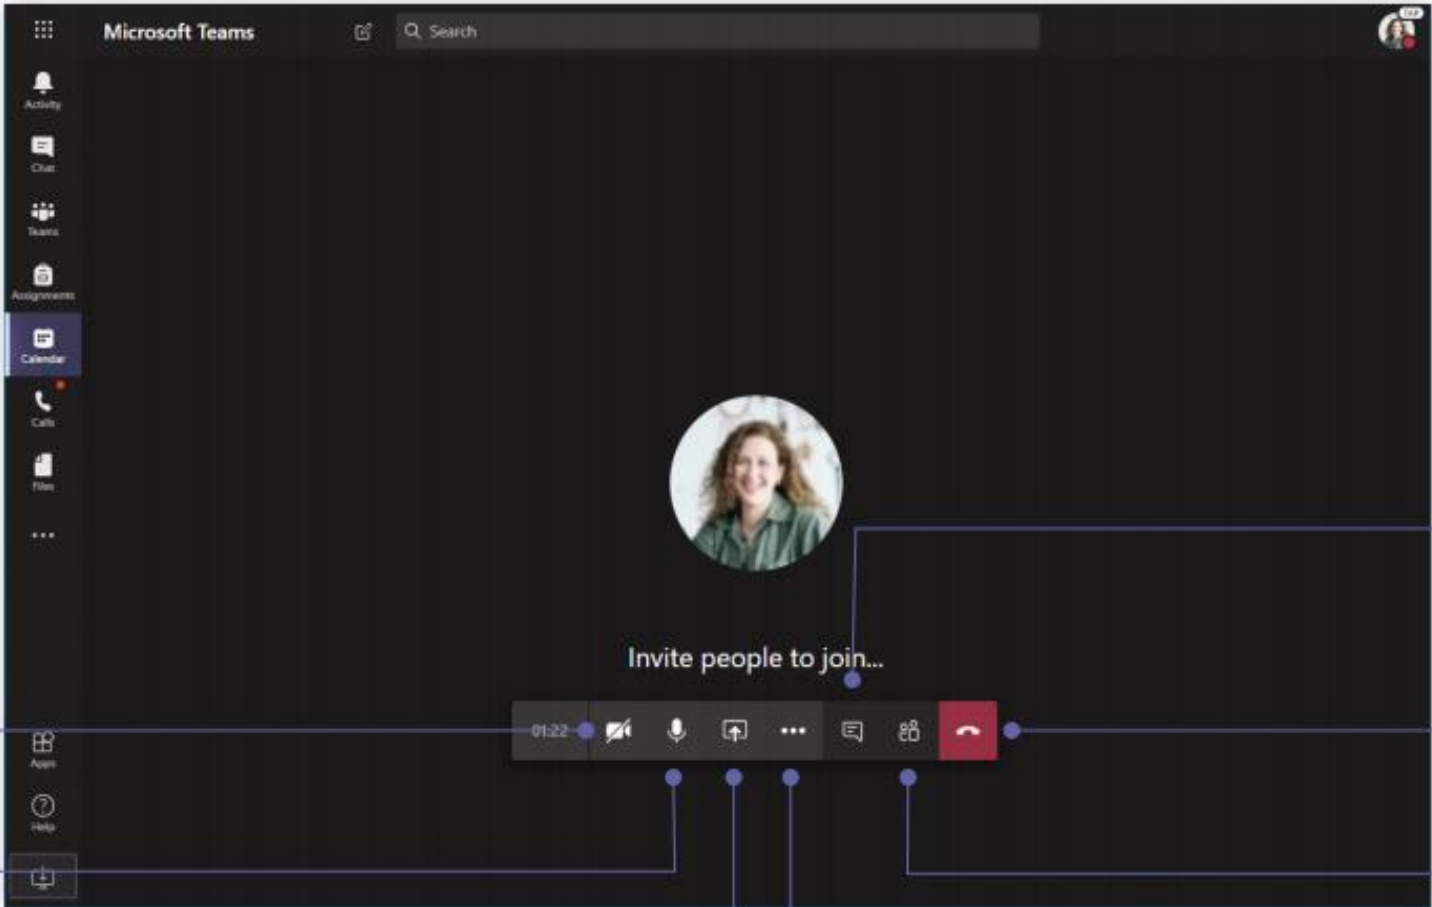 Microsoft Teams
Search
Activity
Chat
Teams
Assignments
Calendar
Calls
Files
Invite people to join...
01:22
Apps
Help